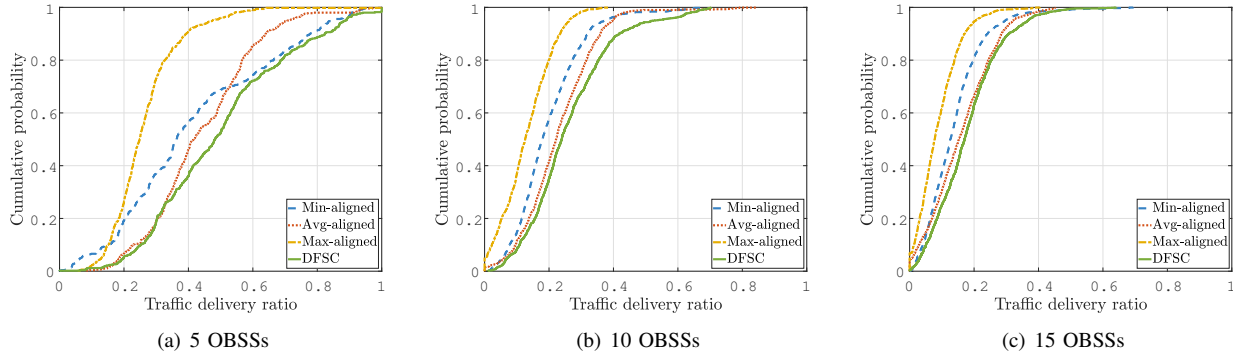 Cumulative probability
1
0.8
0.6
0.4
0.2
0
0
0.2
0.4
0.6
0.8
1
Traffic delivery ratio
Min-aligned
Avg-aligned
Max-aligned
DFSC
(a) 5 OBSSs
Cumulative probability
1
0.8
0.6
0.4
0.2
0
0
0.2
0.4
0.6
0.8
1
Traffic delivery ratio
Min-aligned
Avg-aligned
Max-aligned
DFSC
(b) 10 OBSSs
Cumulative probability
1
0.8
0.6
0.4
0.2
0
0
0.2
0.4
0.6
0.8
1
Traffic delivery ratio
Min-aligned
Avg-aligned
Max-aligned
DFSC
(c) 15 OBSSs